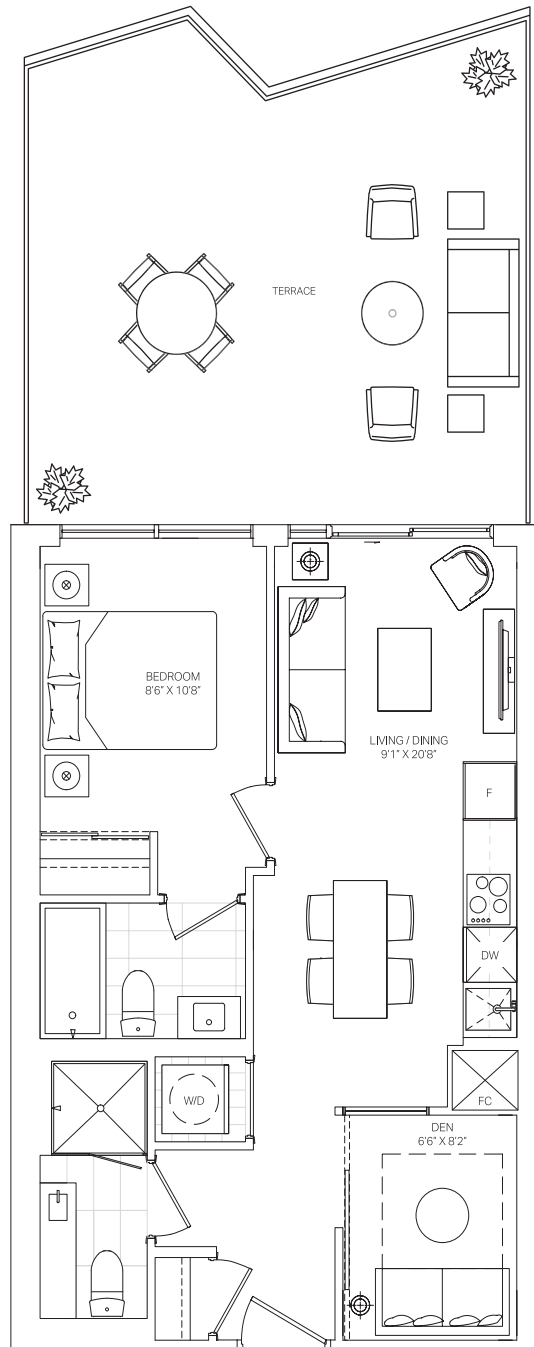 TERRACE
BEDROOM
8'6" X 10'8"
LIVING / DINING
9'1" X 20'8"
F
DW
W/D
FC
DEN
6'6" X 8'2"